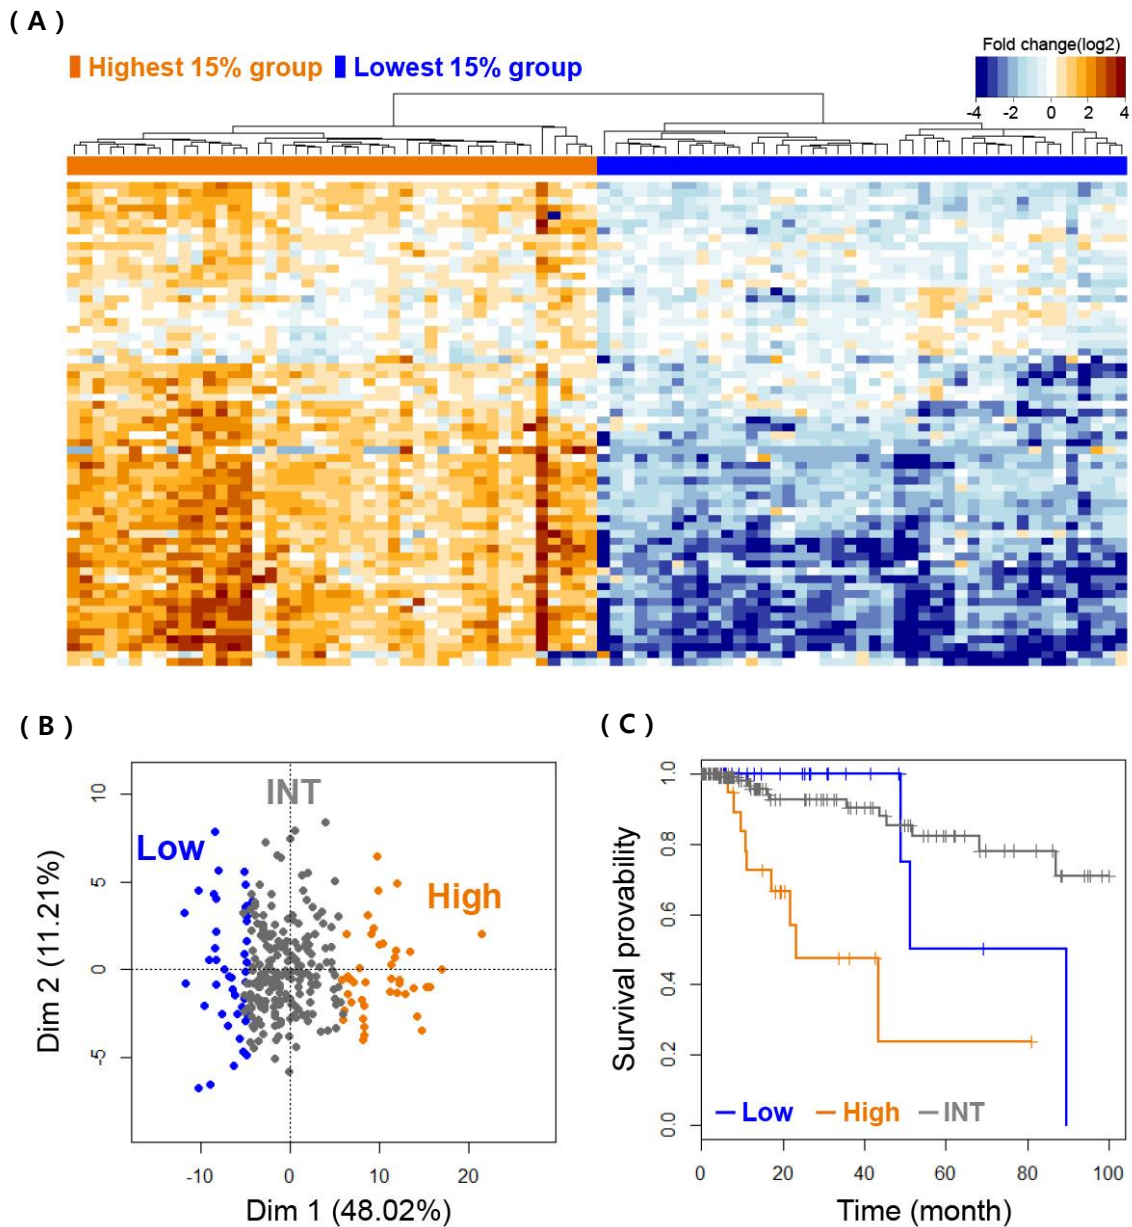 ( A )
Highest 15% group Lowest 15% group
Fold change(log2)
-4 -2 0 2 4
( B )
INT
Low
High
10
5
0
-5
Dim 2 (11.21%)
-10 0 10 20
Dim 1 (48.02%)
( C )
1.0
0.8
0.6
0.4
0.2
0.0
Survival provability
Low High INT
0 20 40 60 80 100
Time (month)